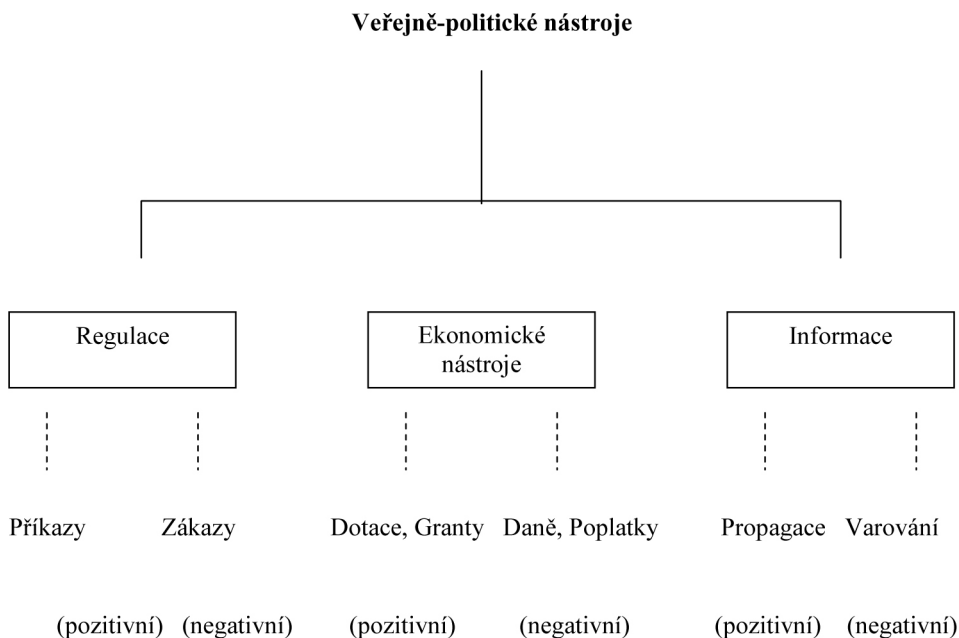 Veřejně-politické nástroje
Regulace
Ekonomické
nástroje
Informace
Příkazy Zákazy Dotace, Granty Daně, Poplatky Propagace Varování
(pozitivní) (negativní) (pozitivní) (negativní) (pozitivní) (negativní)